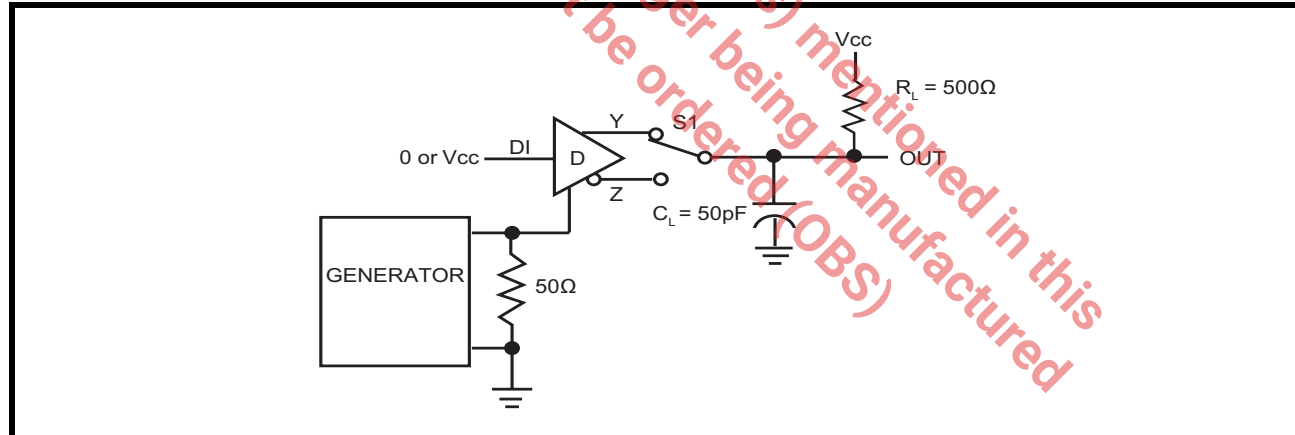 s) mentioned in this
ger being manufactured
t be ordered (OBS)
Vcc
R_L = 500Ω
Y
S1
0 or Vcc
DI
D
OUT
Z
C_L = 50pF
GENERATOR
50Ω